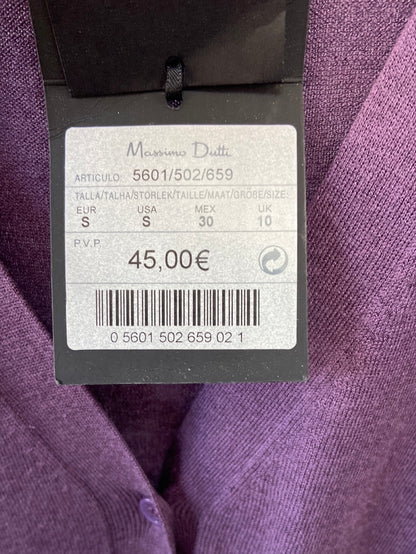 Massimo Dutti
ARTICULO: 5601/502/659
TALLA/TALHA/STORLEK/TAILLE/MAAT/GRÖßE/SIZE:
EUR USA MEX UK
S S 30 10
P.V.P.
45,00€
0 5601 502 659 02 1